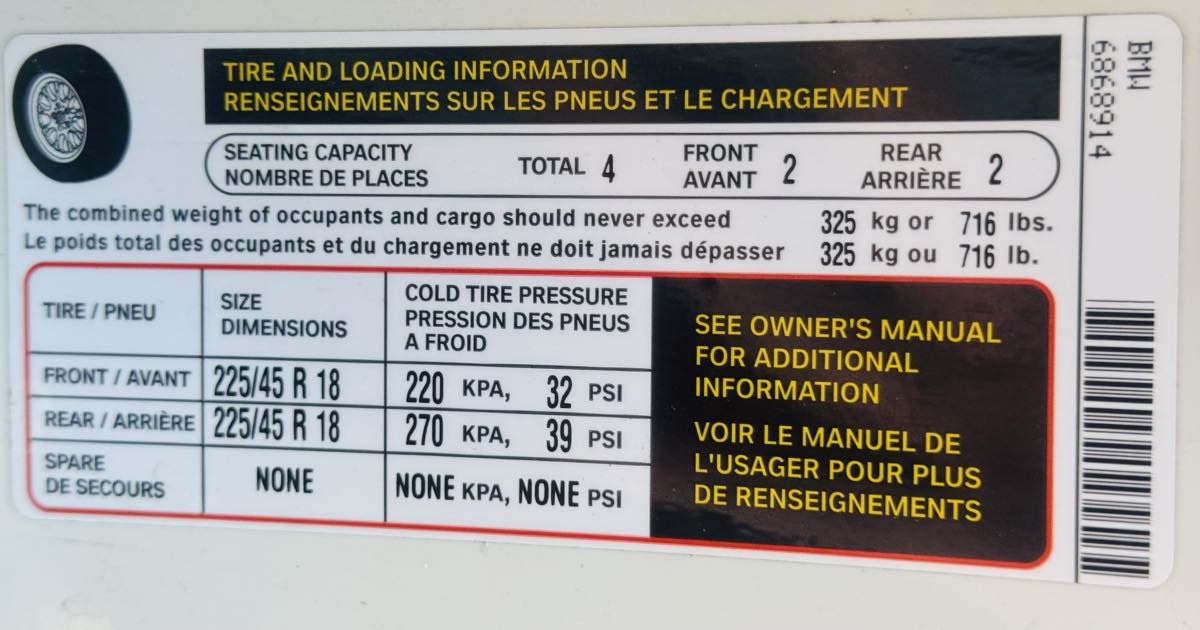 TIRE AND LOADING INFORMATION
RENSEIGNEMENTS SUR LES PNEUS ET LE CHARGEMENT
SEATING CAPACITY
NOMBRE DE PLACES
TOTAL 4
FRONT
AVANT
2
REAR
ARRIÈRE
2
The combined weight of occupants and cargo should never exceed 325 kg or 716 lbs.
Le poids total des occupants et du chargement ne doit jamais dépasser 325 kg ou 716 lb.
TIRE / PNEU
SIZE
DIMENSIONS
COLD TIRE PRESSURE
PRESSION DES PNEUS
A FROID
FRONT / AVANT 225/45 R 18 220 KPA, 32 PSI
REAR / ARRIÈRE 225/45 R 18 270 KPA, 39 PSI
SPARE
DE SECOURS
NONE
NONE KPA, NONE PSI
SEE OWNER'S MANUAL
FOR ADDITIONAL
INFORMATION
VOIR LE MANUEL DE
L'USAGER POUR PLUS
DE RENSEIGNEMENTS
BMW
6868914